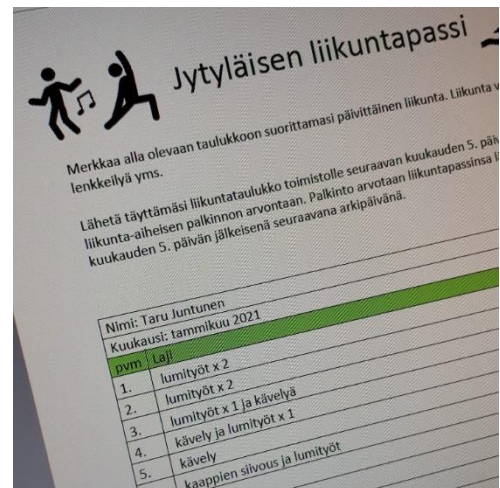 Jytyläisen liikuntapassi
Merkkaa alla olevaan taulukkoon suorittamasi päivittäinen liikunta. Liikunta v
lenkkeilyä yms.
Lähetä täyttämäsi liikuntataulukko toimistolle seuraavan kuukauden 5. päiv
liikunta-aiheisen palkinnon arvontaan. Palkinto arvotaan liikuntapassinsa l
kuukauden 5. päivän jälkeisenä seuraavana arkipäivänä.
Nimi: Taru Juntunen
Kuukausi: tammikuu 2021
pvm Laji
1. lumityöt x 2
2. lumityöt x 2
3. lumityöt x 1 ja kävelyä
4. kävely ja lumityöt x 1
5. kävely
kaappien siivous ja lumityöt